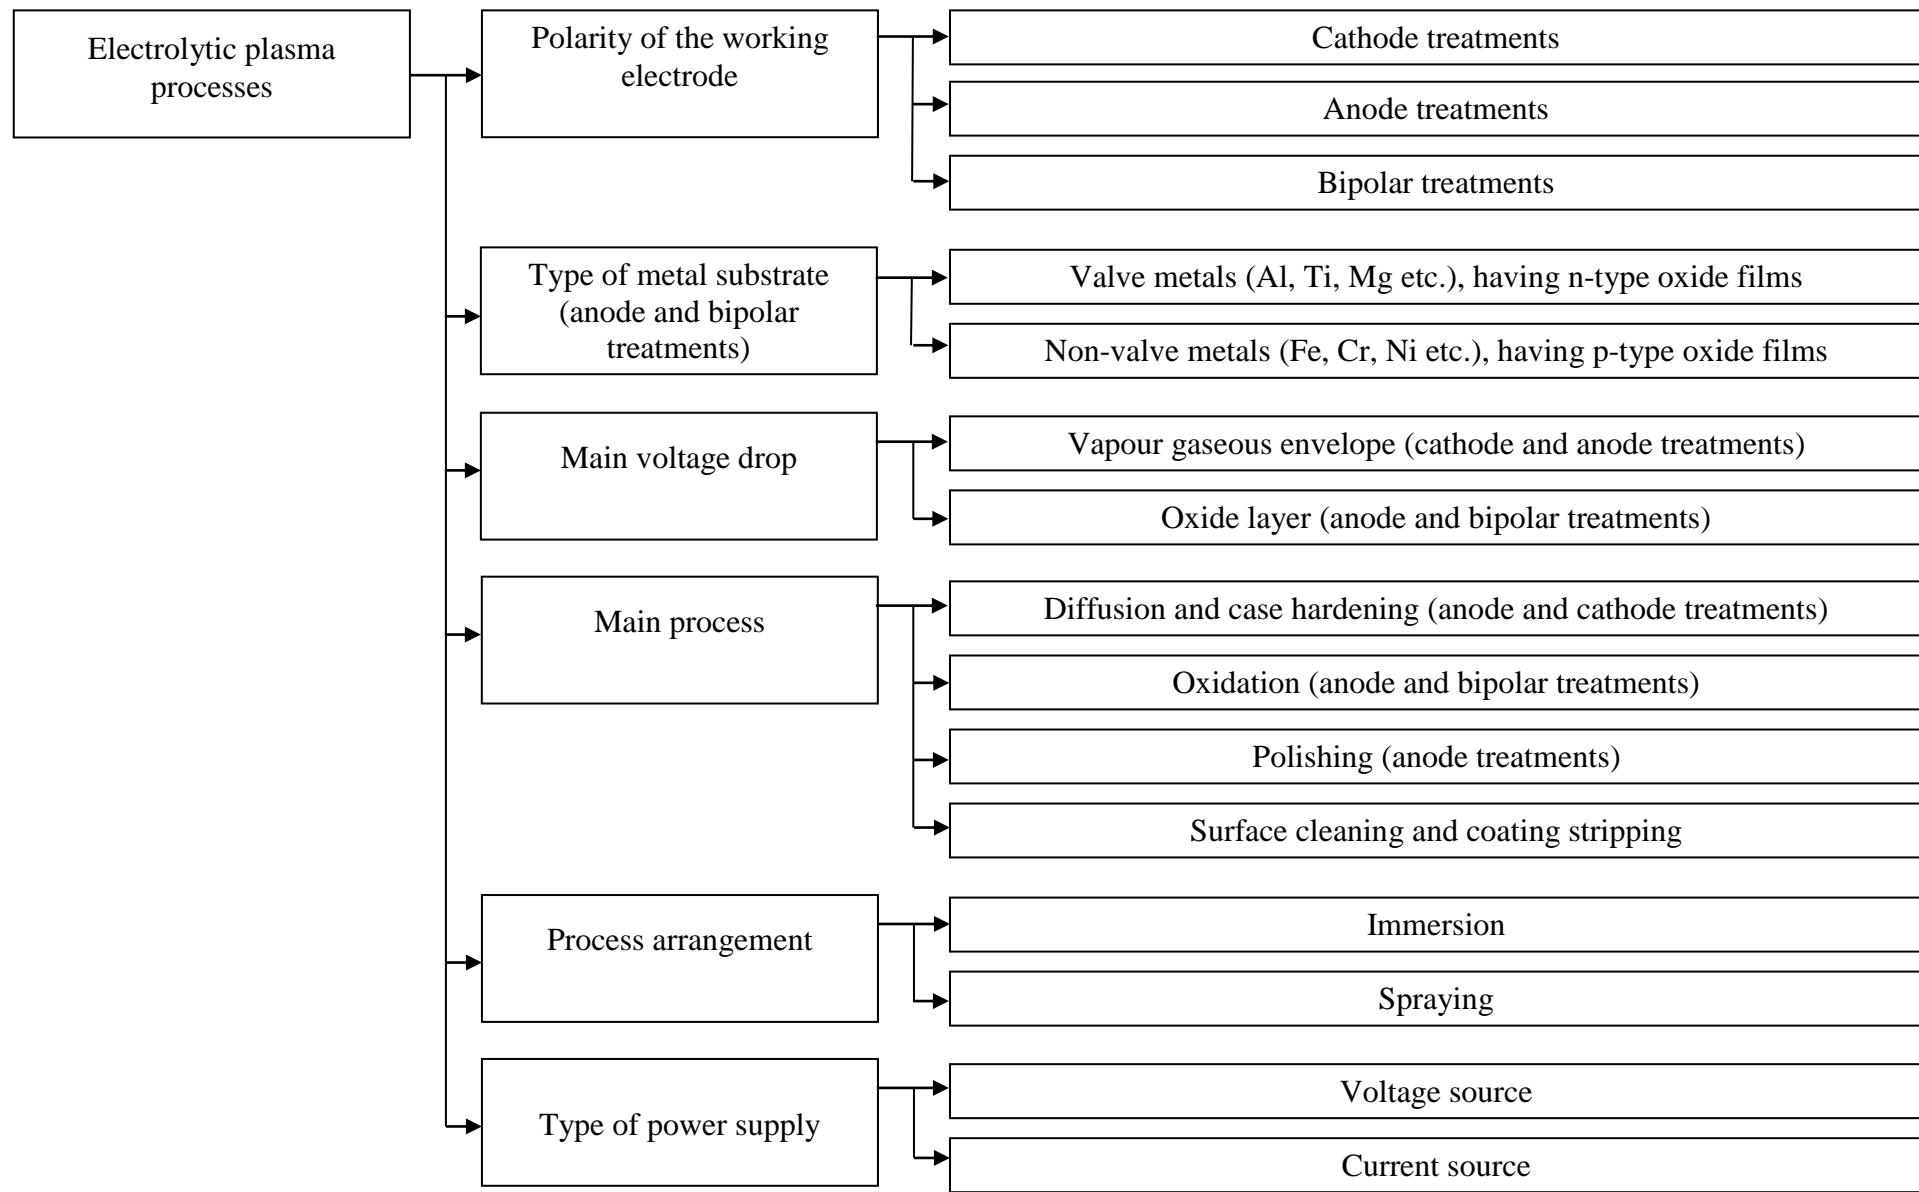 Electrolytic plasma
processes
Polarity of the working
electrode
Cathode treatments
Anode treatments
Bipolar treatments
Type of metal substrate
(anode and bipolar
treatments)
Valve metals (Al, Ti, Mg etc.), having n-type oxide films
Non-valve metals (Fe, Cr, Ni etc.), having p-type oxide films
Main voltage drop
Vapour gaseous envelope (cathode and anode treatments)
Oxide layer (anode and bipolar treatments)
Main process
Diffusion and case hardening (anode and cathode treatments)
Oxidation (anode and bipolar treatments)
Polishing (anode treatments)
Surface cleaning and coating stripping
Process arrangement
Immersion
Spraying
Type of power supply
Voltage source
Current source